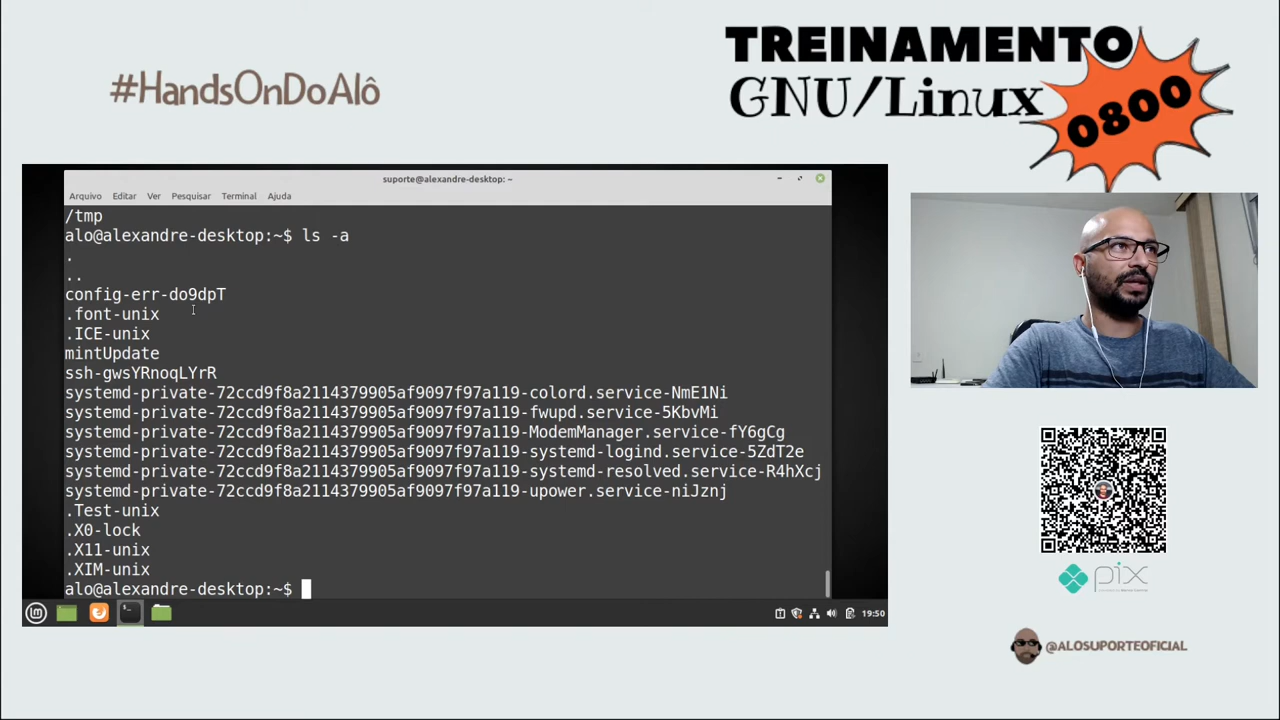 #HandsOnDoAlô
TREINAMENTO
GNU/Linux
0800
suporte@alexandre-desktop: ~
Arquivo Editar Ver Pesquisar Terminal Ajuda
/tmp
alo@alexandre-desktop:~$ ls -a
.
..
config-err-do9dpT
.font-unix
.ICE-unix
mintUpdate
ssh-gwsYRnoqLYrR
systemd-private-72ccd9f8a2114379905af9097f97a119-colord.service-NmE1Ni
systemd-private-72ccd9f8a2114379905af9097f97a119-fwupd.service-5KbvMi
systemd-private-72ccd9f8a2114379905af9097f97a119-ModemManager.service-fY6gCg
systemd-private-72ccd9f8a2114379905af9097f97a119-systemd-logind.service-5ZdT2e
systemd-private-72ccd9f8a2114379905af9097f97a119-systemd-resolved.service-R4hXcj
systemd-private-72ccd9f8a2114379905af9097f97a119-upower.service-niJznj
.Test-unix
.X0-lock
.X11-unix
.XIM-unix
alo@alexandre-desktop:~$
19:50
pix
@ALOSUPORTEOFICIAL